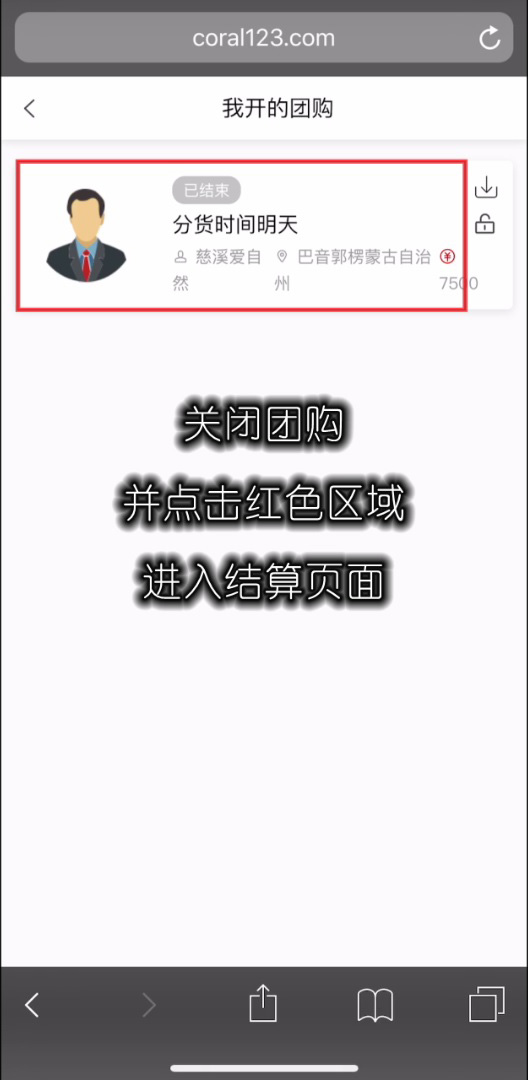 coral123.com
我开的团购
已结束
分货时间明天
慈溪爱自 巴音郭楞蒙古自治 ¥
然 州 7500
关闭团购
并点击红色区域
进入结算页面